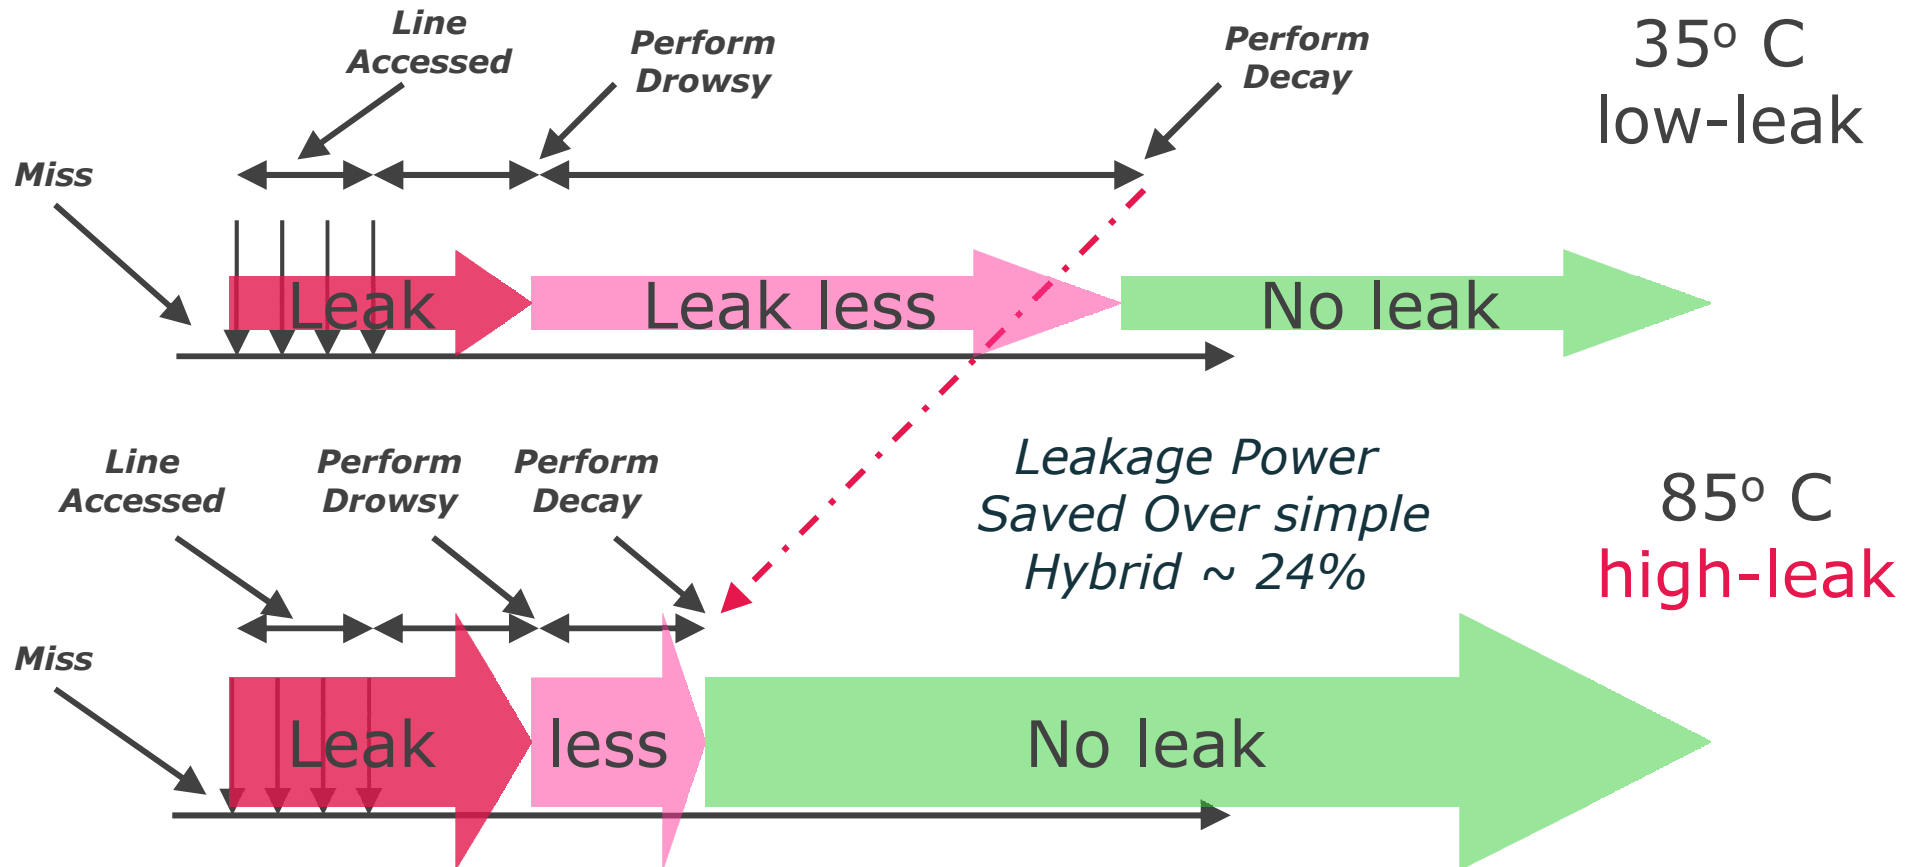 Line
Accessed
Perform
Drowsy
Perform
Decay
35º C
low-leak
Miss
Leak
Leak less
No leak
Line
Accessed
Perform
Drowsy
Perform
Decay
Leakage Power
Saved Over simple
Hybrid ~ 24%
85º C
high-leak
Miss
Leak
less
No leak